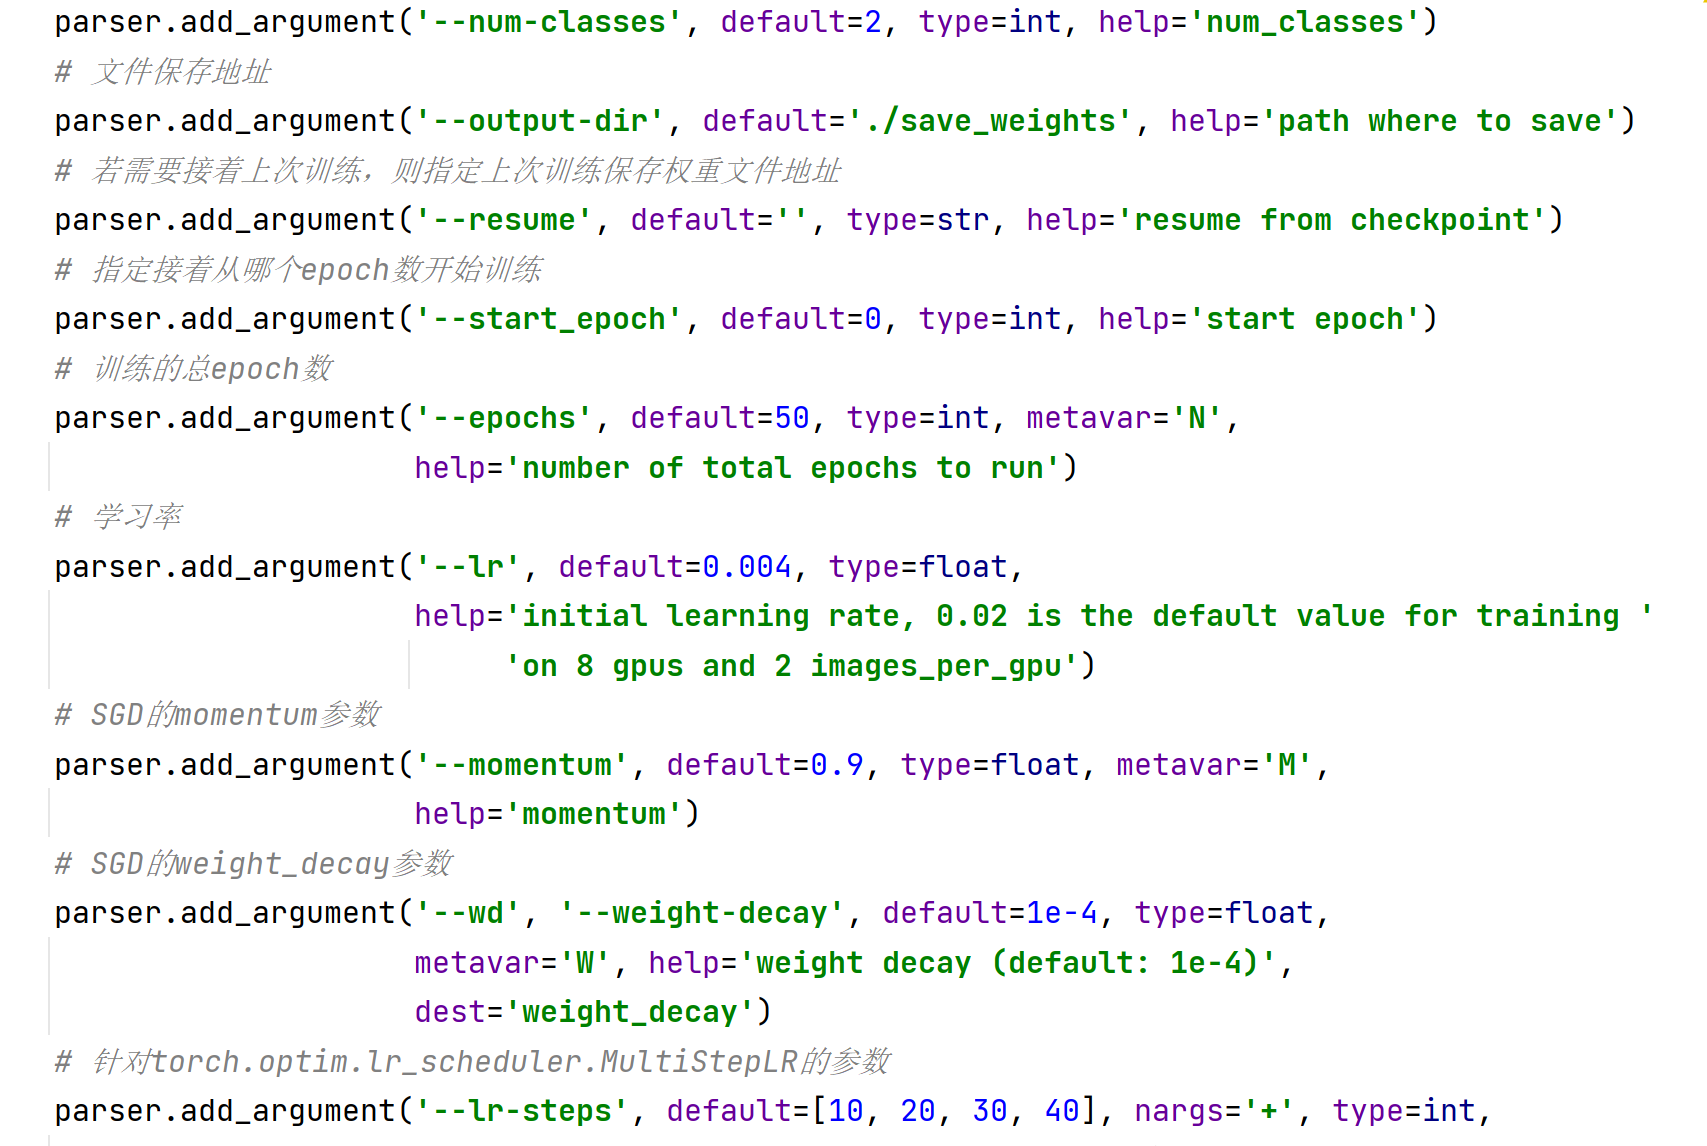 parser.add_argument('--num-classes', default=2, type=int, help='num_classes')
# 文件保存地址
parser.add_argument('--output-dir', default='./save_weights', help='path where to save')
# 若需要接着上次训练，则指定上次训练保存权重文件地址
parser.add_argument('--resume', default='', type=str, help='resume from checkpoint')
# 指定接着从哪个epoch数开始训练
parser.add_argument('--start_epoch', default=0, type=int, help='start epoch')
# 训练的总epoch数
parser.add_argument('--epochs', default=50, type=int, metavar='N',
help='number of total epochs to run')
# 学习率
parser.add_argument('--lr', default=0.004, type=float,
help='initial learning rate, 0.02 is the default value for training '
'on 8 gpus and 2 images_per_gpu')
# SGD的momentum参数
parser.add_argument('--momentum', default=0.9, type=float, metavar='M',
help='momentum')
# SGD的weight_decay参数
parser.add_argument('--wd', '--weight-decay', default=1e-4, type=float,
metavar='W', help='weight decay (default: 1e-4)',
dest='weight_decay')
# 针对torch.optim.lr_scheduler.MultiStepLR的参数
parser.add_argument('--lr-steps', default=[10, 20, 30, 40], nargs='+', type=int,